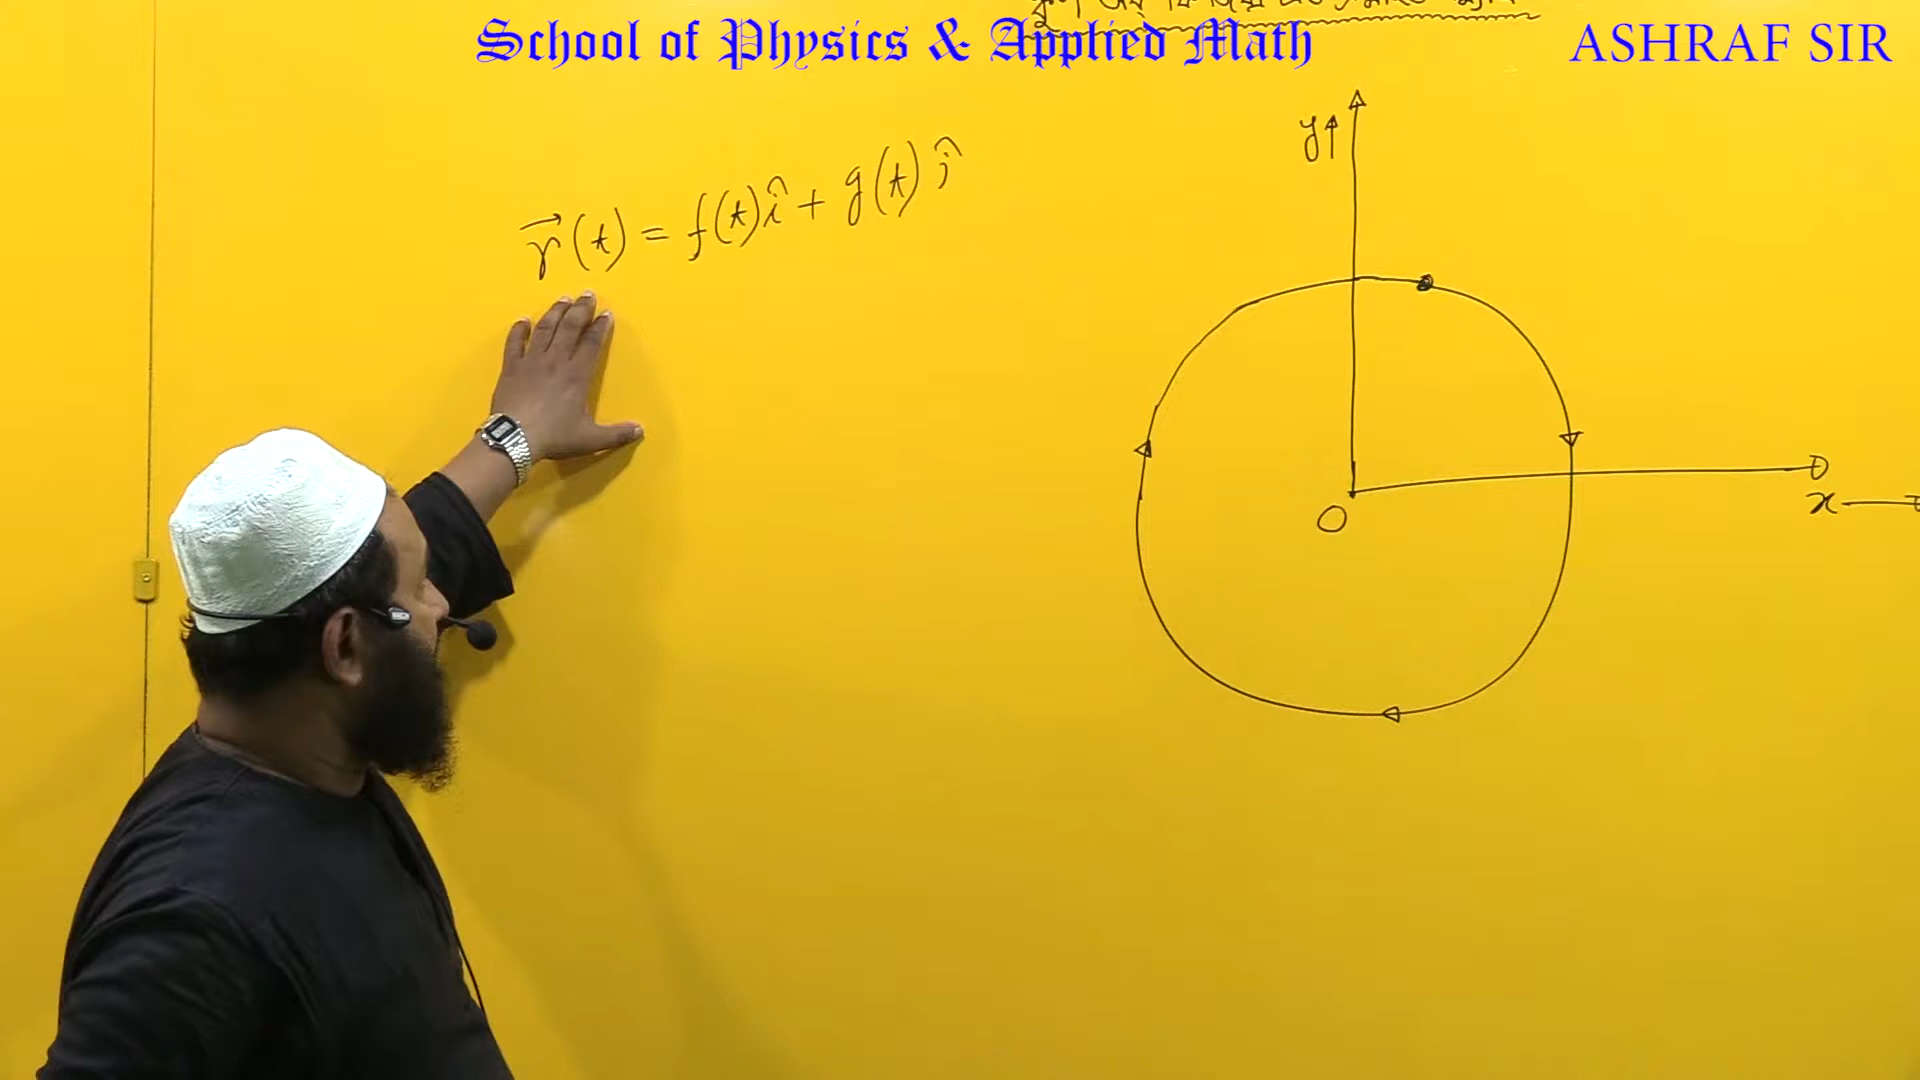 School of Physics & Applied Math
ASHRAF SIR
y↑
r⃗(t) = f(t)î + g(t)ĵ
x→
O